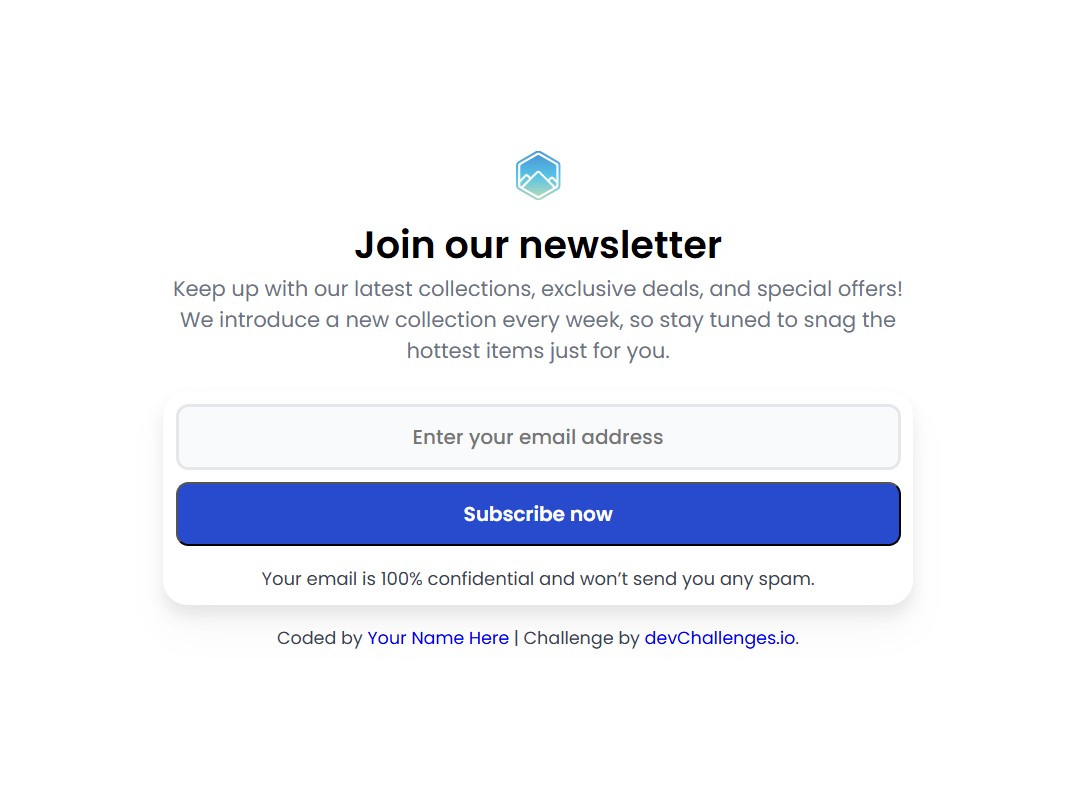 Join our newsletter
Keep up with our latest collections, exclusive deals, and special offers!
We introduce a new collection every week, so stay tuned to snag the
hottest items just for you.
Enter your email address
Subscribe now
Your email is 100% confidential and won’t send you any spam.
Coded by Your Name Here | Challenge by devChallenges.io.